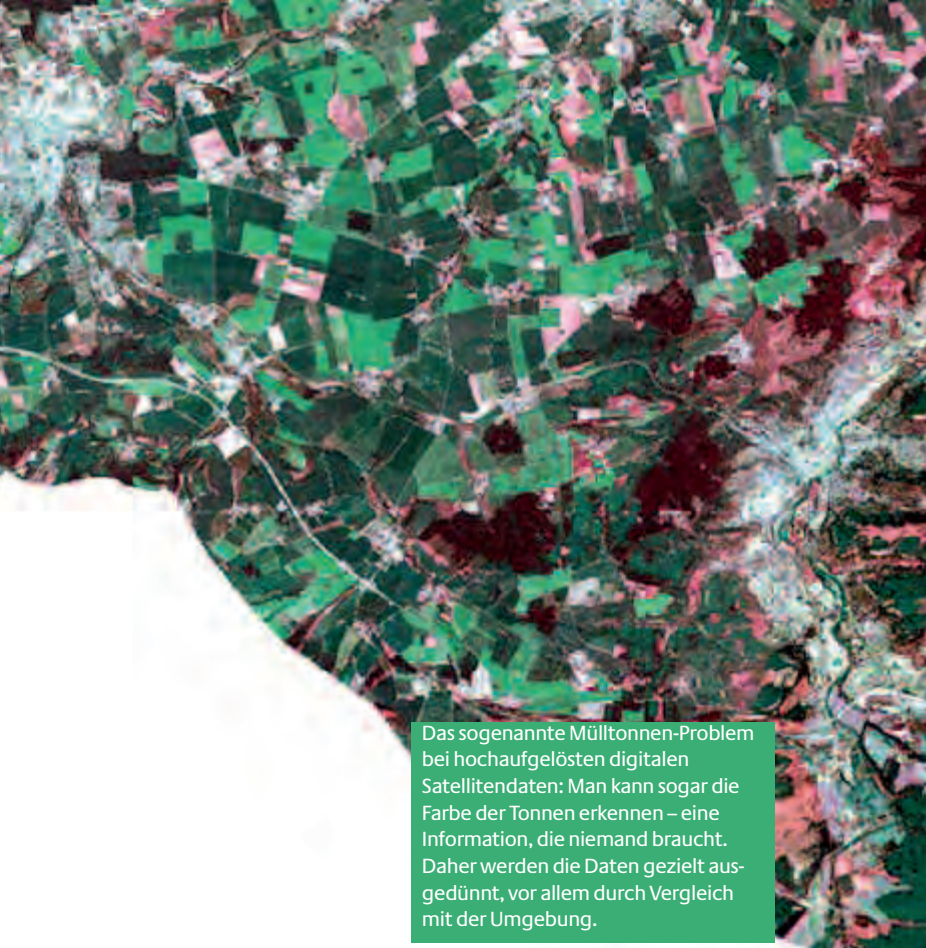 Das sogenannte Mülltonnen-Problem
bei hochaufgelösten digitalen
Satellitendaten: Man kann sogar die
Farbe der Tonnen erkennen – eine
Information, die niemand braucht.
Daher werden die Daten gezielt aus-
gedünnt, vor allem durch Vergleich
mit der Umgebung.